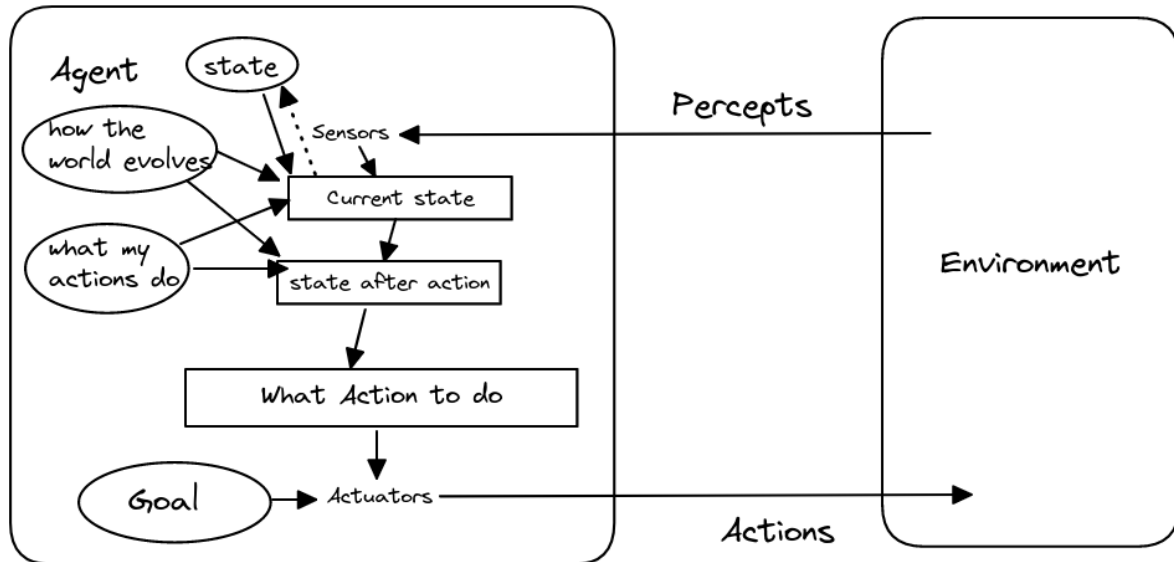 Agent
state
how the
world evolves
Sensors
Percepts
Current state
what my
actions do
state after action
Environment
What Action to do
Goal
Actuators
Actions